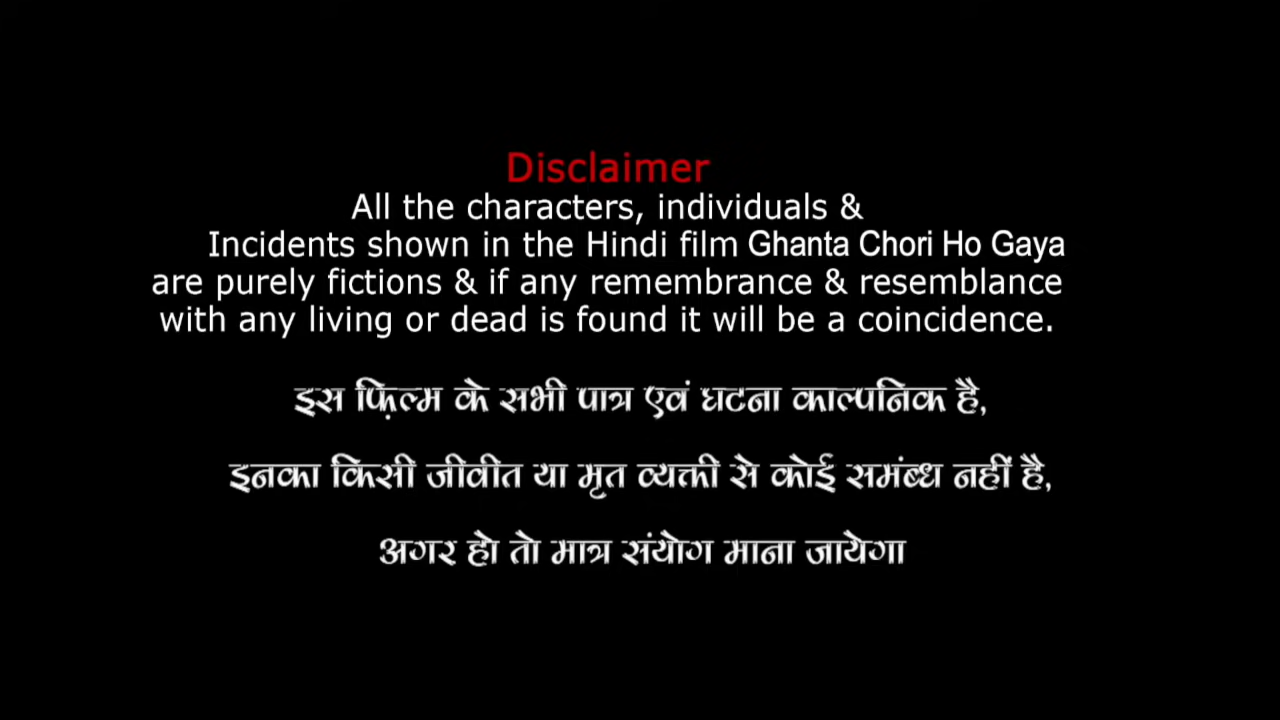 Disclaimer
All the characters, individuals &
Incidents shown in the Hindi film Ghanta Chori Ho Gaya
are purely fictions & if any remembrance & resemblance
with any living or dead is found it will be a coincidence.
इस फ़िल्म के सभी पात्र एवं घटना काल्पनिक है,
इनका किसी जीवीत या मृत व्यक्ती से कोई समंब्ध नहीं है,
अगर हो तो मात्र संयोग माना जायेगा